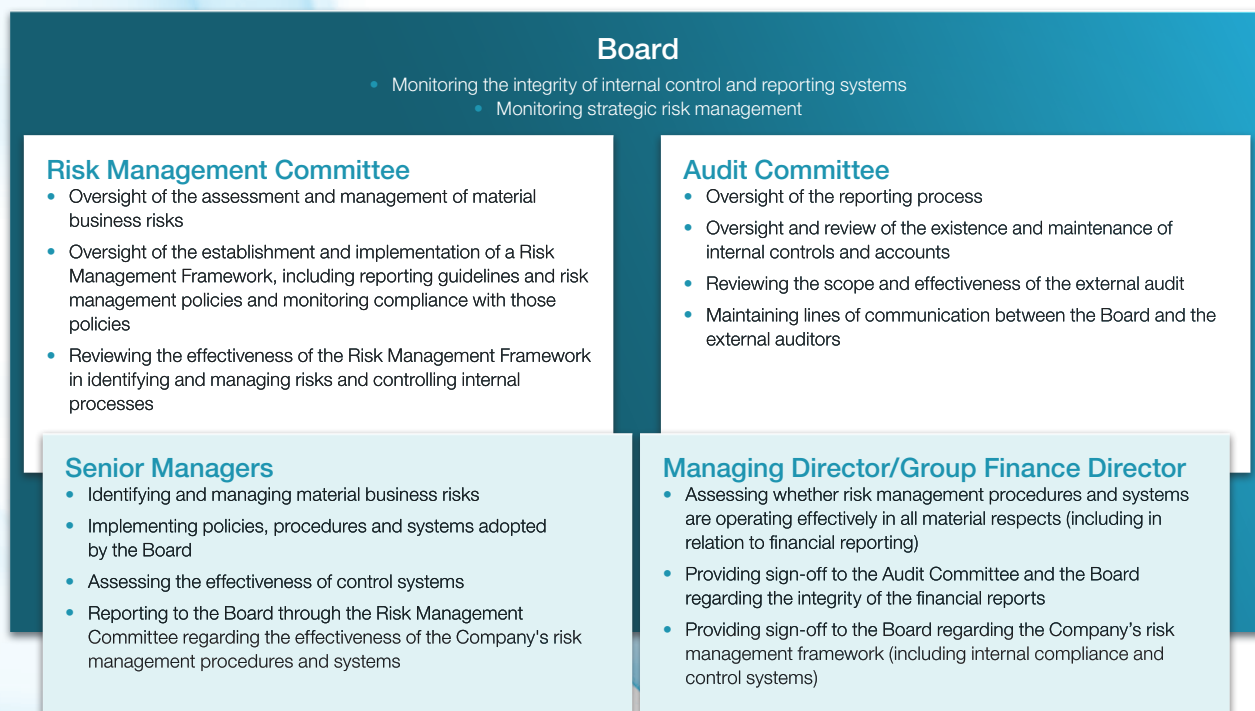 Board
• Monitoring the integrity of internal control and reporting systems
• Monitoring strategic risk management
Risk Management Committee
• Oversight of the assessment and management of material
business risks
• Oversight of the establishment and implementation of a Risk
Management Framework, including reporting guidelines and risk
management policies and monitoring compliance with those
policies
• Reviewing the effectiveness of the Risk Management Framework
in identifying and managing risks and controlling internal
processes
Audit Committee
• Oversight of the reporting process
• Oversight and review of the existence and maintenance of
internal controls and accounts
• Reviewing the scope and effectiveness of the external audit
• Maintaining lines of communication between the Board and the
external auditors
Senior Managers
• Identifying and managing material business risks
• Implementing policies, procedures and systems adopted
by the Board
• Assessing the effectiveness of control systems
• Reporting to the Board through the Risk Management
Committee regarding the effectiveness of the Company's risk
management procedures and systems
Managing Director/Group Finance Director
• Assessing whether risk management procedures and systems
are operating effectively in all material respects (including in
relation to financial reporting)
• Providing sign-off to the Audit Committee and the Board
regarding the integrity of the financial reports
• Providing sign-off to the Board regarding the Company’s risk
management framework (including internal compliance and
control systems)